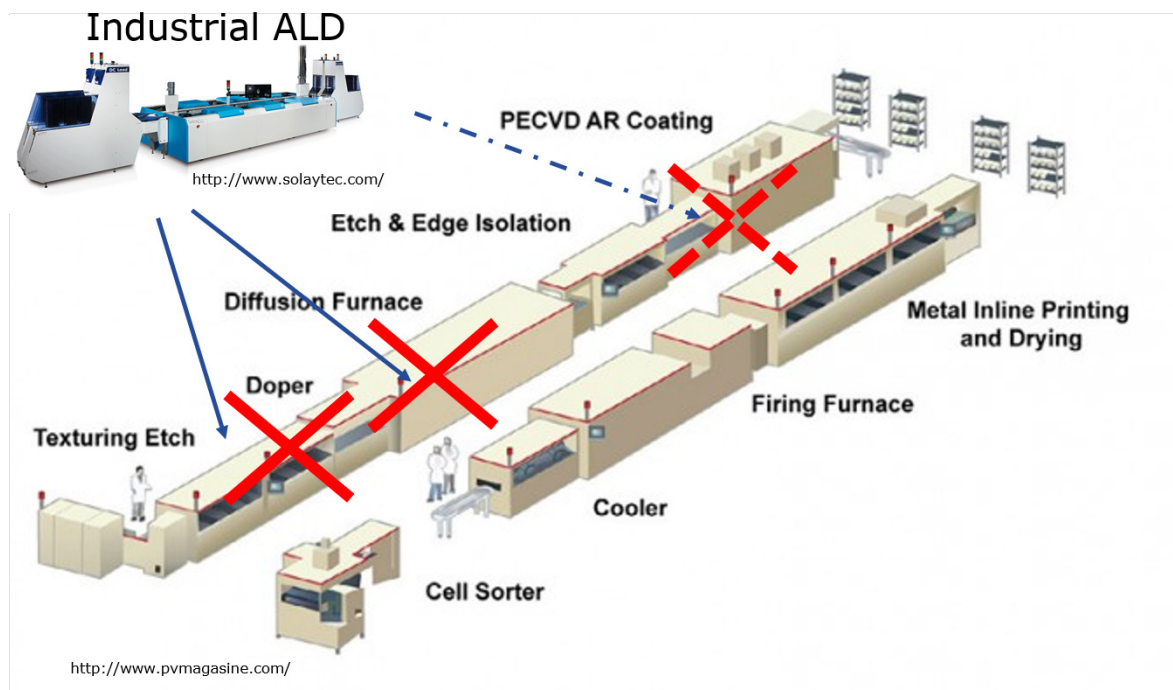 Industrial ALD
http://www.solaytec.com/
PECVD AR Coating
Etch & Edge Isolation
Diffusion Furnace
Doper
Texturing Etch
Metal Inline Printing
and Drying
Firing Furnace
Cooler
Cell Sorter
http://www.pvmagasine.com/